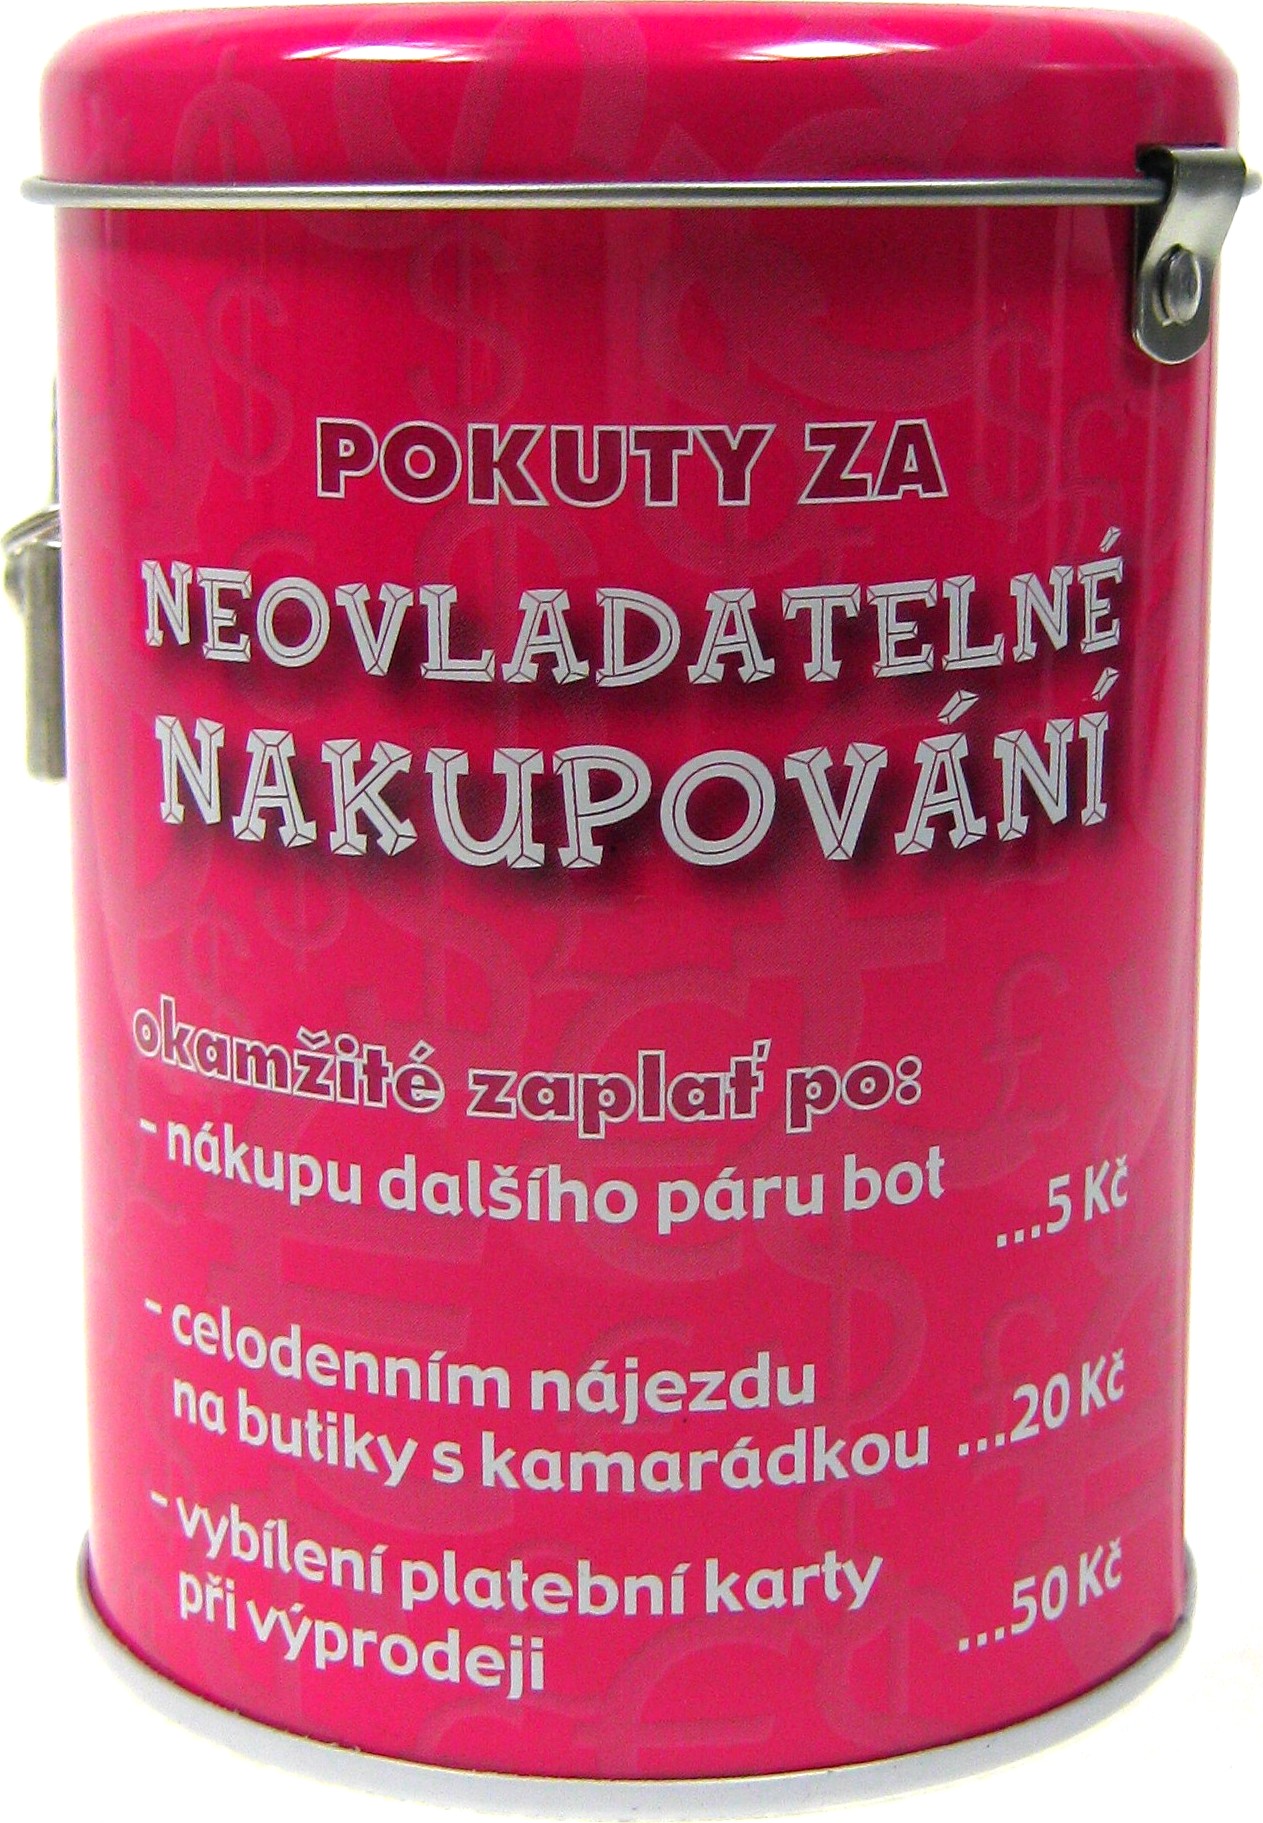 POKUTY ZA
NEOVLADATELNÉ
NAKUPOVÁNÍ
okamžité zaplať po:
- nákupu dalšího páru bot
...5 Kč
- celodenním nájezdu
na butiky s kamarádkou ...20 Kč
- vybílení platební karty
při výprodeji ...50 Kč